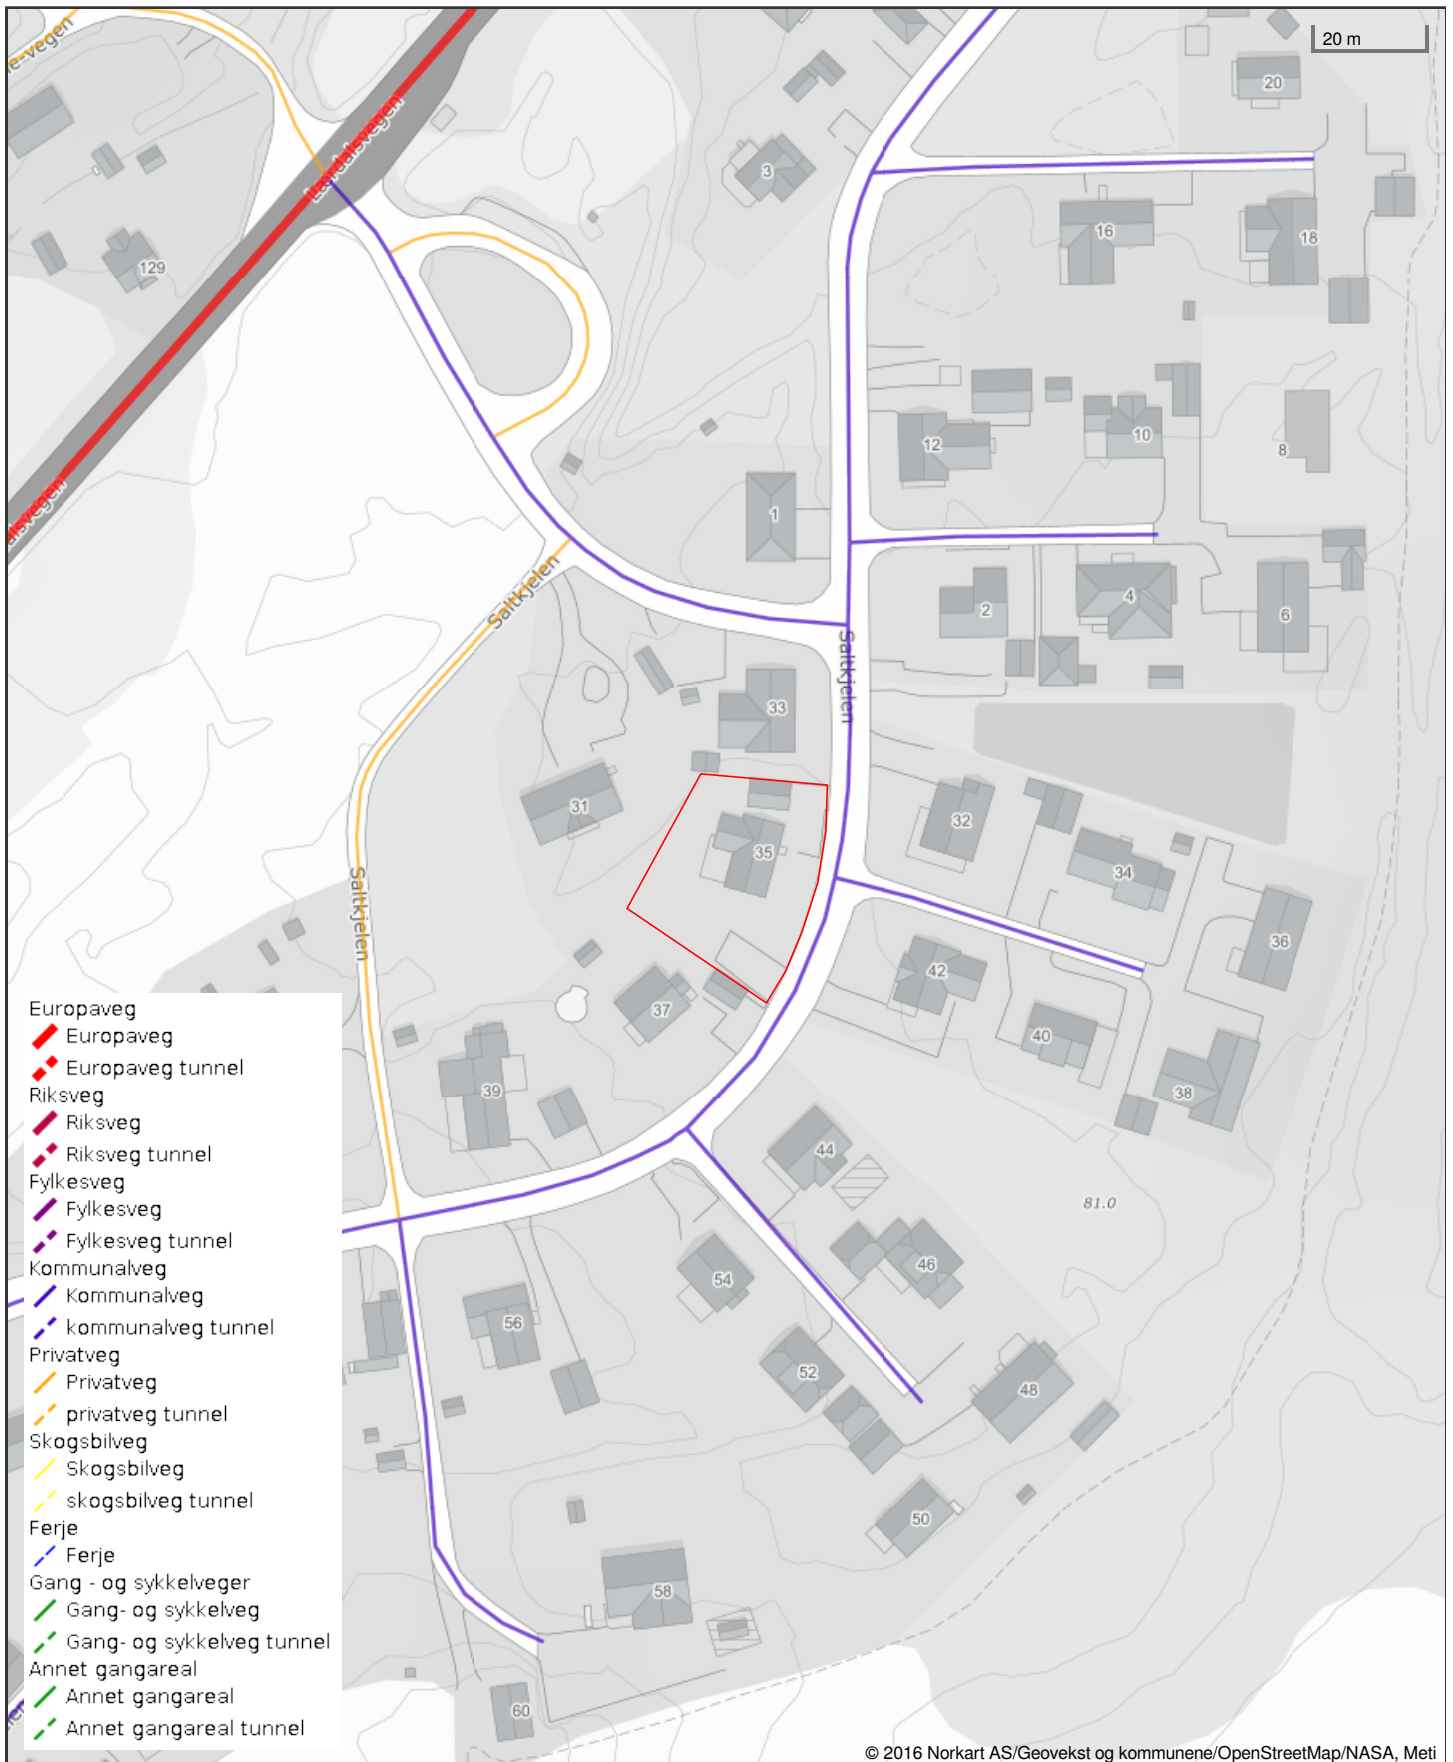 e-vegen
20 m
20
Lærdalsvegen
3
16
18
129
12
10
8
1
alsvegen
Saltkjelen
2
4
6
Saltkjelen
33
31
32
35
34
Saltkjelen
36
42
37
40
39
38
44
81.0
46
54
56
52
48
50
58
60
Europaveg
Europaveg
Europaveg tunnel
Riksveg
Riksveg
Riksveg tunnel
Fylkesveg
Fylkesveg
Fylkesveg tunnel
Kommunalveg
Kommunalveg
kommunalveg tunnel
Privatveg
Privatveg
privatveg tunnel
Skogsbilveg
Skogsbilveg
skogsbilveg tunnel
Ferje
Ferje
Gang - og sykkelveger
Gang- og sykkelveg
Gang- og sykkelveg tunnel
Annet gangareal
Annet gangareal
Annet gangareal tunnel
© 2016 Norkart AS/Geovekst og kommunene/OpenStreetMap/NASA, Meti